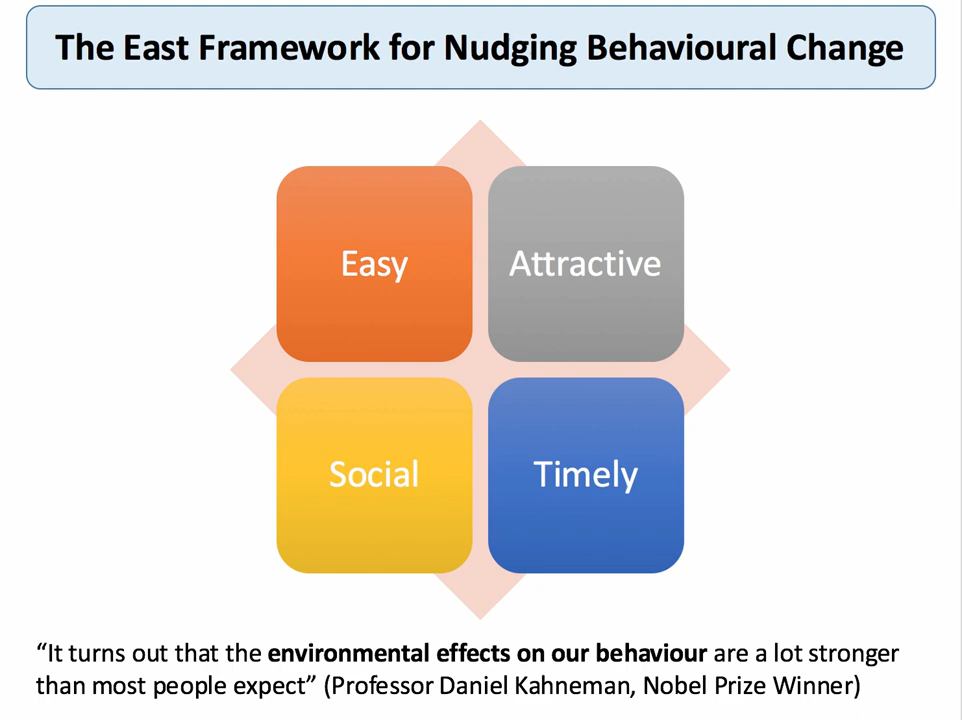 The East Framework for Nudging Behavioural Change
Easy
Attractive
Social
Timely
“It turns out that the environmental effects on our behaviour are a lot stronger
than most people expect” (Professor Daniel Kahneman, Nobel Prize Winner)